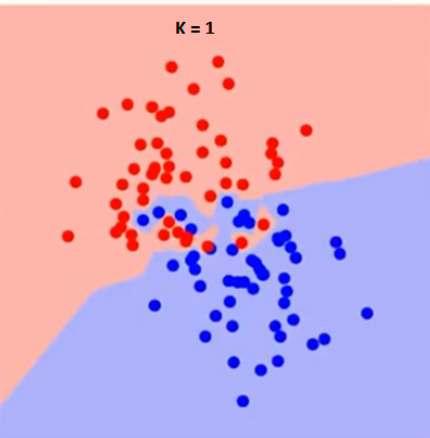 K = 1